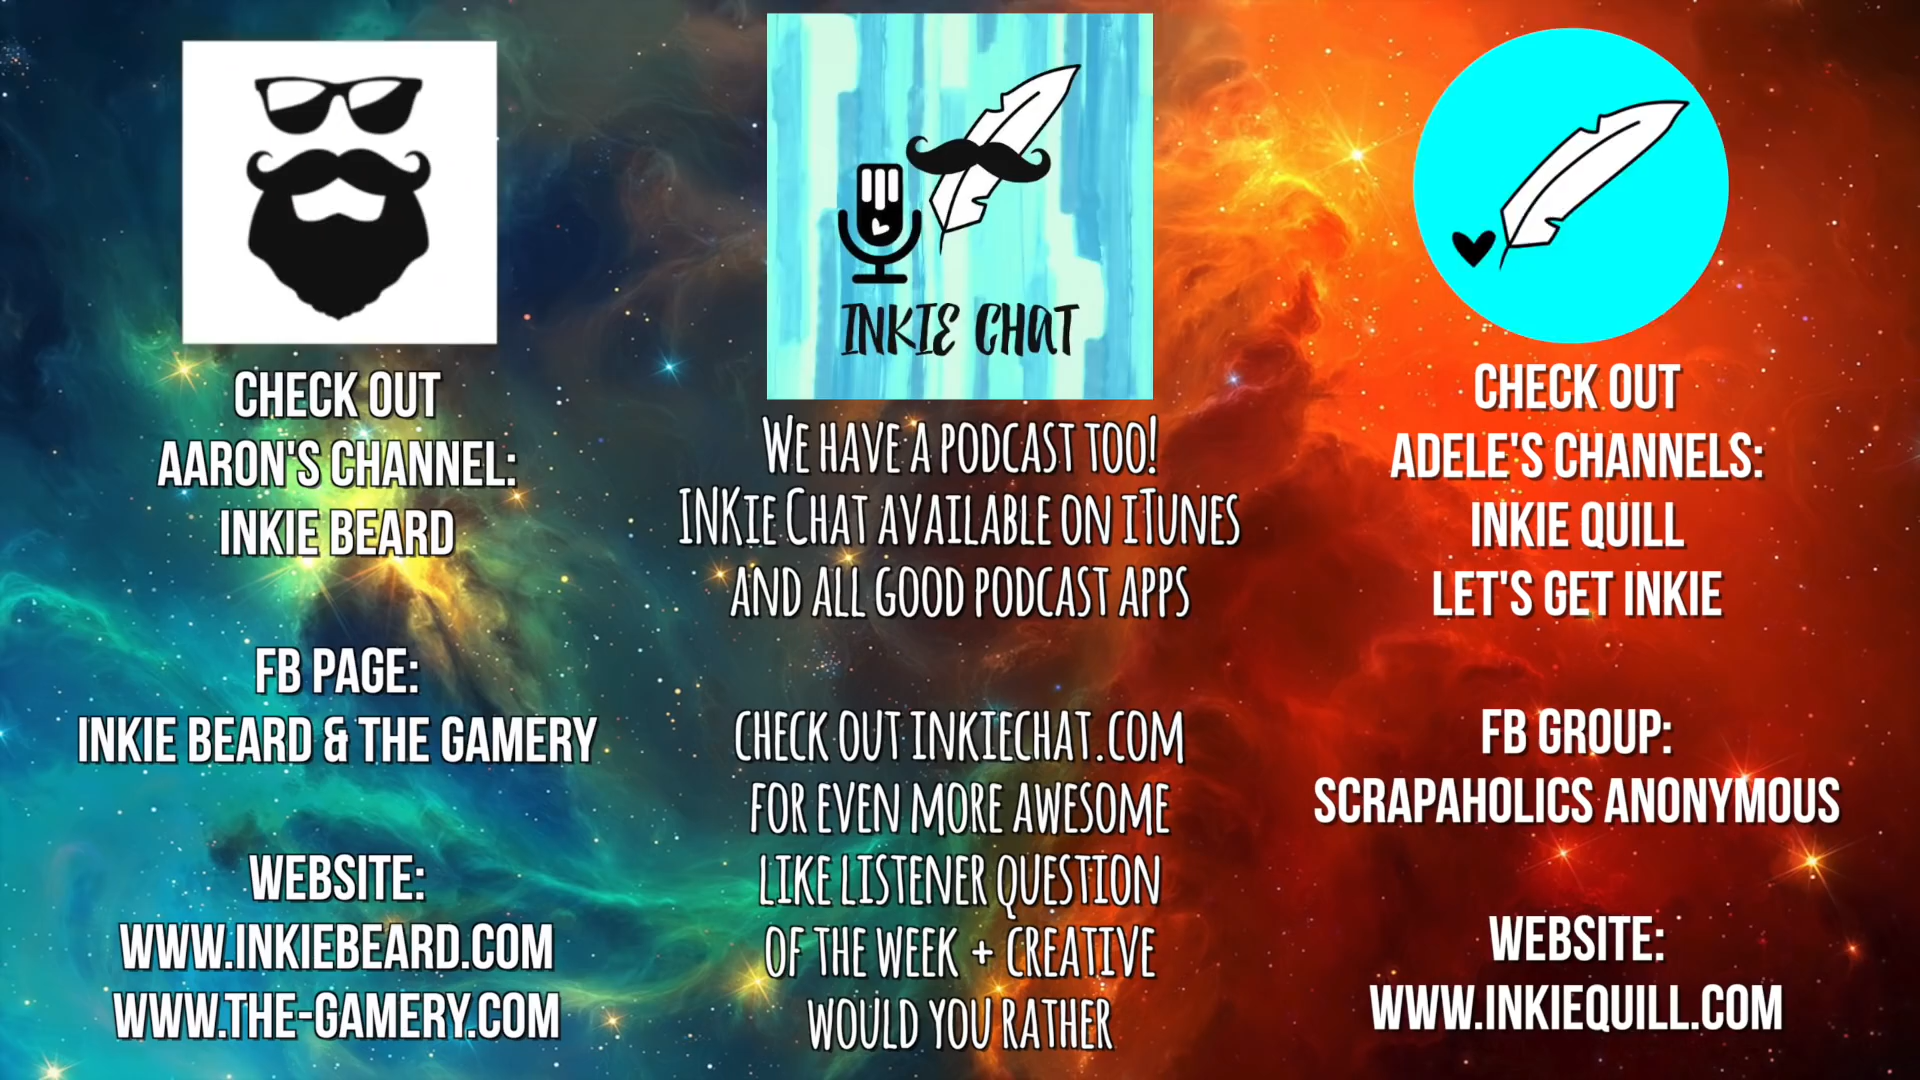 CHECK OUT
AARON'S CHANNEL:
INKIE BEARD
FB PAGE:
INKIE BEARD & THE GAMERY
WEBSITE:
WWW.INKIEBEARD.COM
WWW.THE-GAMERY.COM
INKIE CHAT
WE HAVE A PODCAST TOO!
INKIE CHAT AVAILABLE ON ITUNES
AND ALL GOOD PODCAST APPS
CHECK OUT INKIECHAT.COM
FOR EVEN MORE AWESOME
LIKE LISTENER QUESTION
OF THE WEEK + CREATIVE
WOULD YOU RATHER
CHECK OUT
ADELE'S CHANNELS:
INKIE QUILL
LET'S GET INKIE
FB GROUP:
SCRAPAHOLICS ANONYMOUS
WEBSITE:
WWW.INKIEQUILL.COM